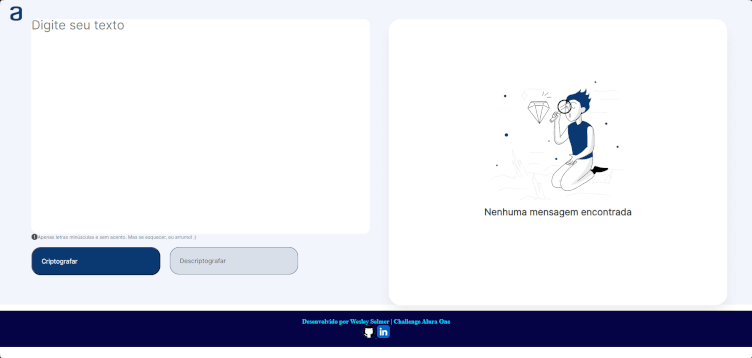 a
Digite seu texto
Nenhuma mensagem encontrada
Apenas letras minúsculas e sem acento. Mas se esquecer, eu arrumo! :)
Criptografar
Descriptografar
Desenvolvido por Wesley Selmer | Challenge Alura One
in